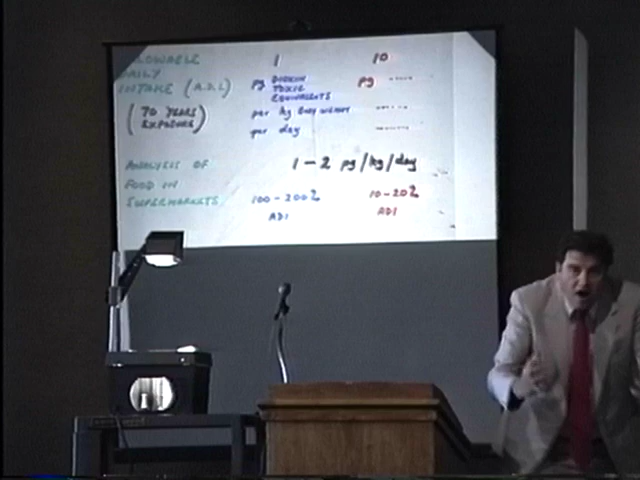 ALLOWABLE 1 10
DAILY
INTAKE (A.D.I.) pg DIOXIN pg
TOXIC
EQUIVALENTS
(70 YEARS per kg BODY WEIGHT
EXPOSURE) per day
ANALYSIS OF 1-2 pg/kg/day
FOOD IN
SUPERMARKETS 100-200% 10-20%
ADI ADI